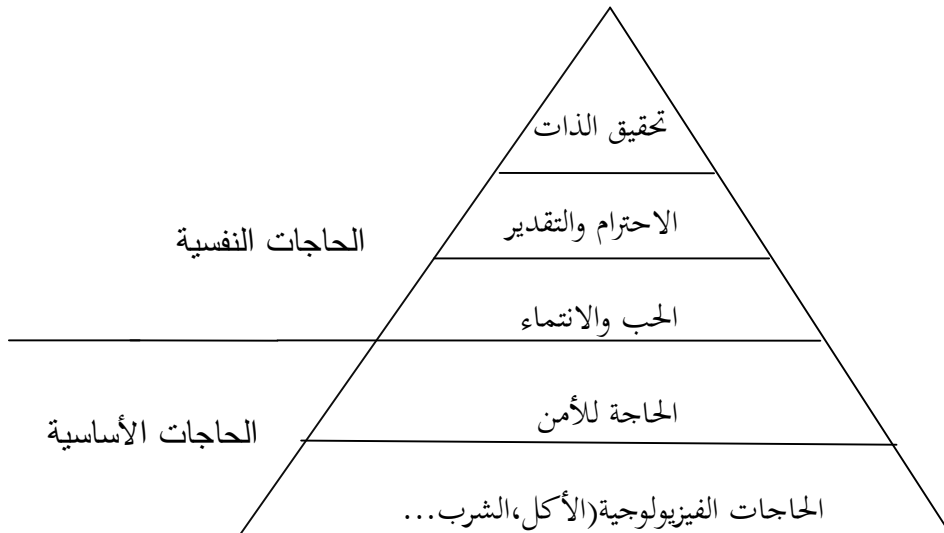 تحقيق الذات
الاحترام والتقدير
الحاجات النفسية
الحب والانتماء
الحاجة للأمن
الحاجات الأساسية
الحاجات الفيزيولوجية(الأكل،الشرب...